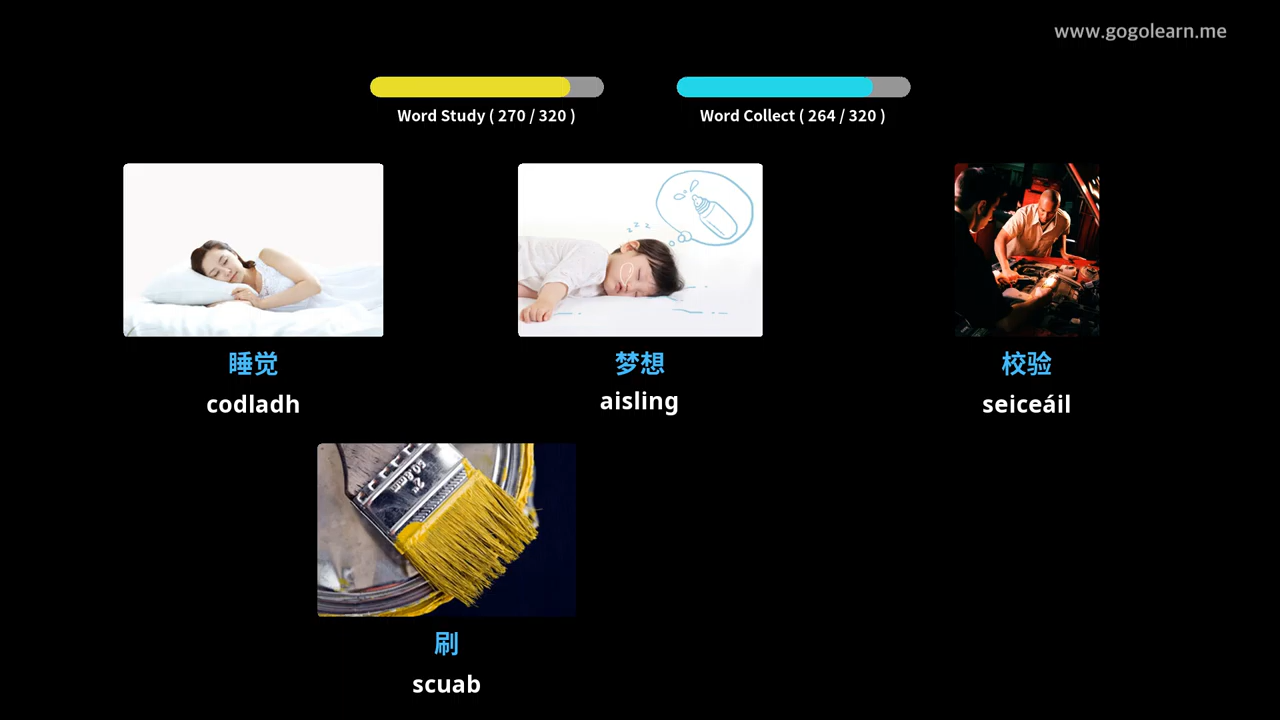 www.gogolearn.me
Word Study ( 270 / 320 )
Word Collect ( 264 / 320 )
睡觉
梦想
校验
codladh
aisling
seiceáil
刷
scuab